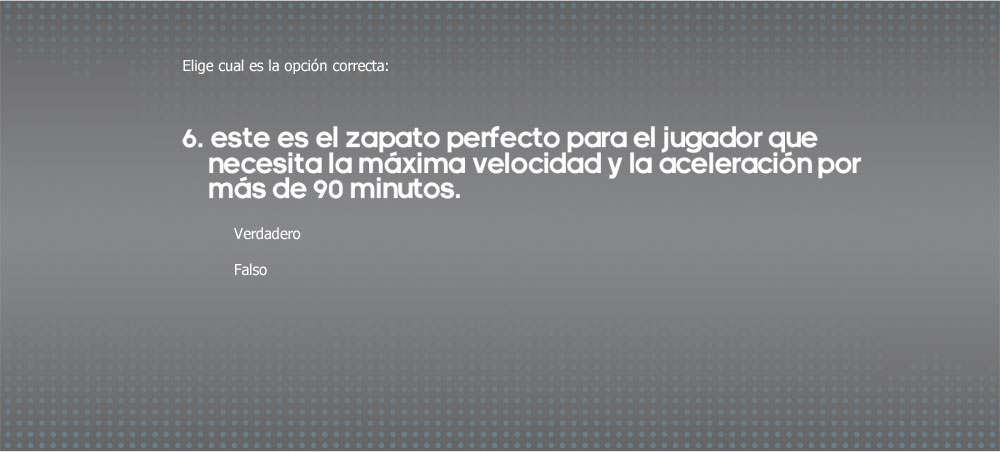 Elige cual es la opción correcta:
6. este es el zapato perfecto para el jugador que
necesita la máxima velocidad y la aceleración por
más de 90 minutos.
Verdadero
Falso